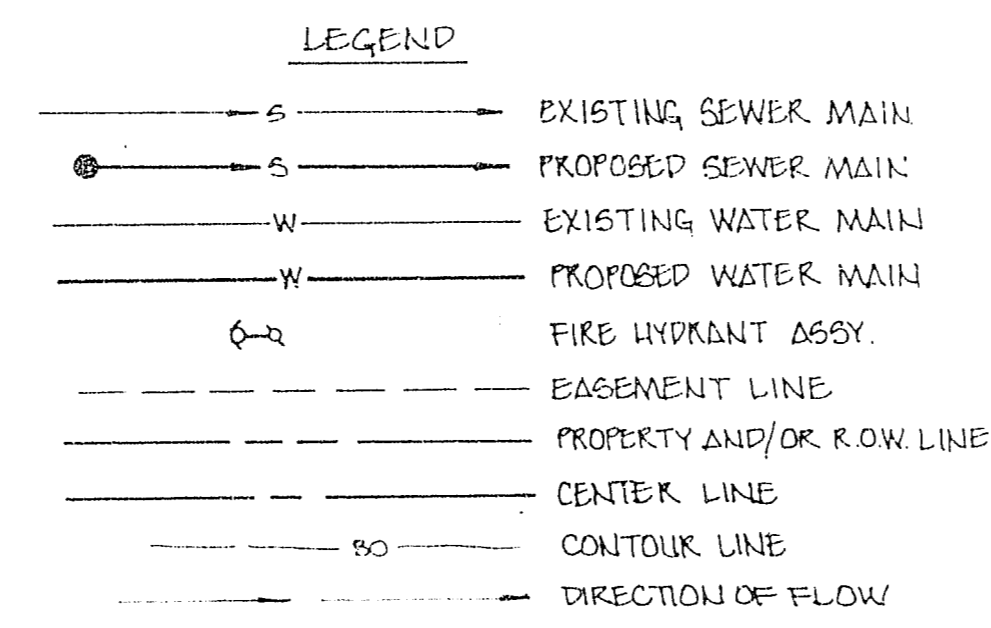 LEGEND
S EXISTING SEWER MAIN
S PROPOSED SEWER MAIN
W EXISTING WATER MAIN
W PROPOSED WATER MAIN
FIRE HYDRANT ASSY.
EASEMENT LINE
PROPERTY AND/OR R.O.W. LINE
CENTER LINE
80 CONTOUR LINE
DIRECTION OF FLOW